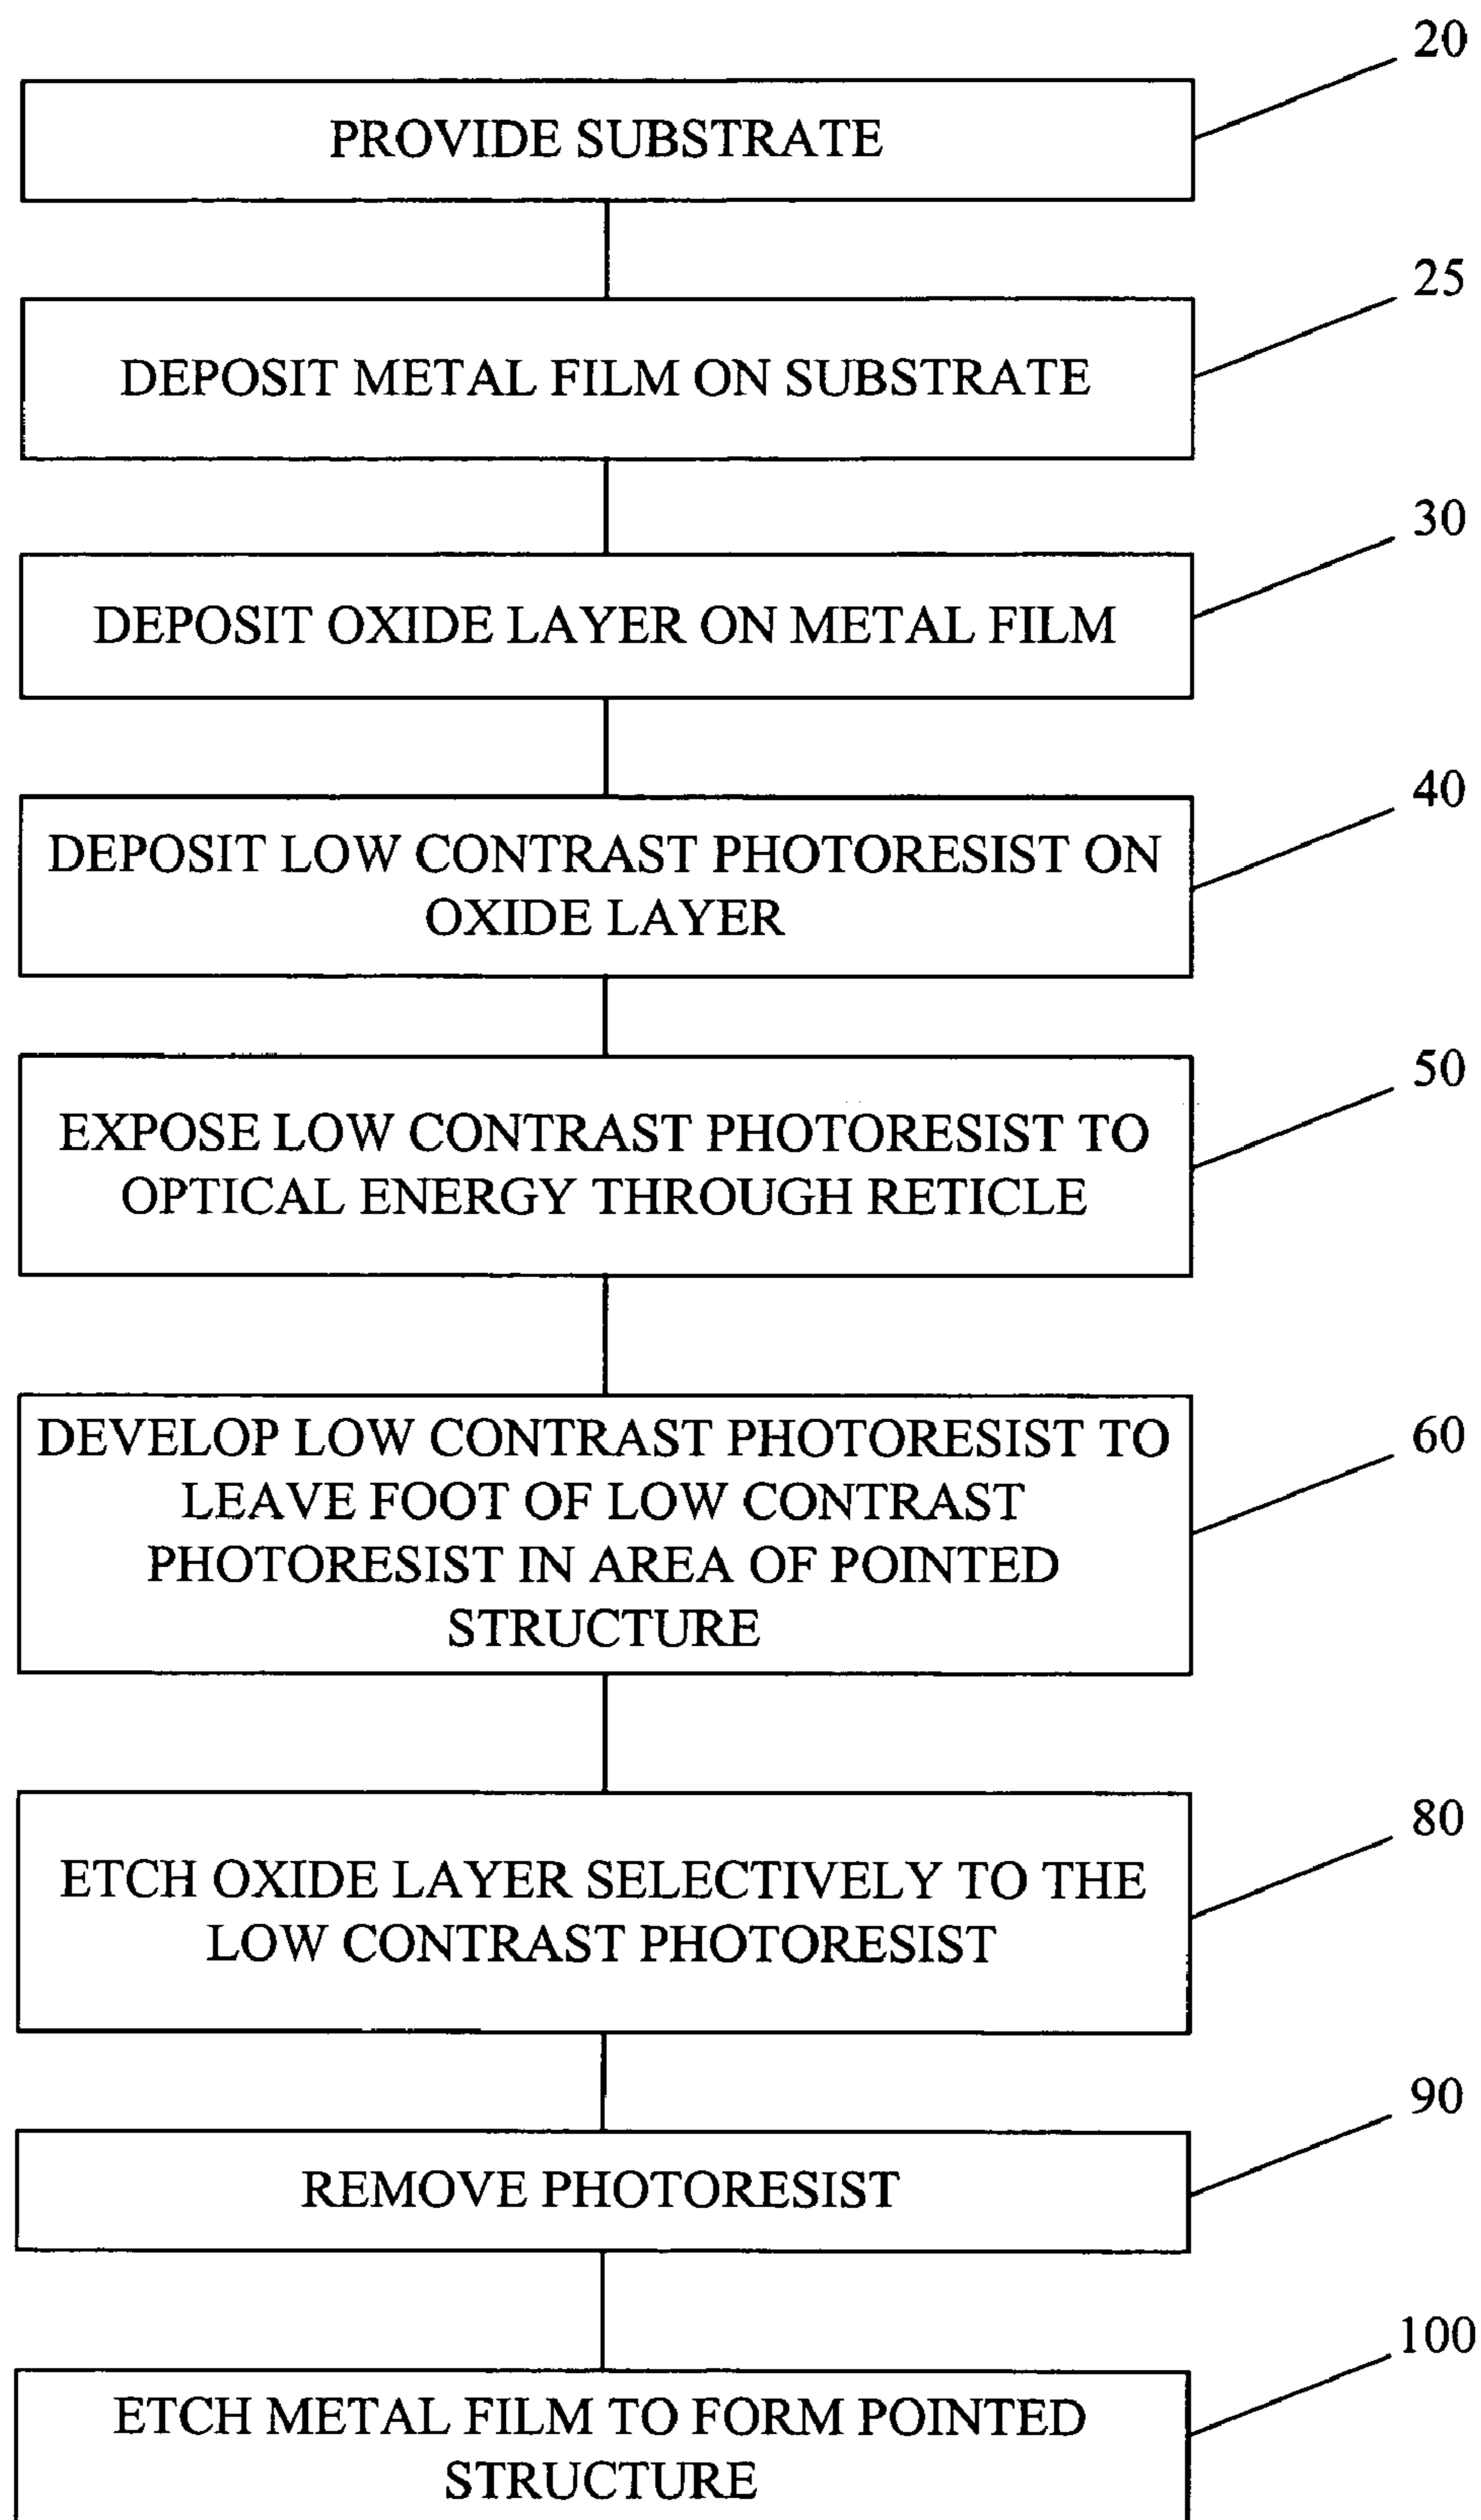 20
PROVIDE SUBSTRATE
25
DEPOSIT METAL FILM ON SUBSTRATE
30
DEPOSIT OXIDE LAYER ON METAL FILM
40
DEPOSIT LOW CONTRAST PHOTORESIST ON
OXIDE LAYER
50
EXPOSE LOW CONTRAST PHOTORESIST TO
OPTICAL ENERGY THROUGH RETICLE
60
DEVELOP LOW CONTRAST PHOTORESIST TO
LEAVE FOOT OF LOW CONTRAST
PHOTORESIST IN AREA OF POINTED
STRUCTURE
80
ETCH OXIDE LAYER SELECTIVELY TO THE
LOW CONTRAST PHOTORESIST
90
REMOVE PHOTORESIST
100
ETCH METAL FILM TO FORM POINTED
STRUCTURE